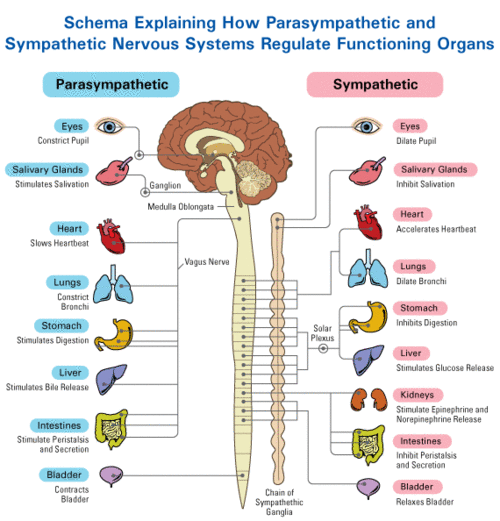 Schema Explaining How Parasympathetic and
Sympathetic Nervous Systems Regulate Functioning Organs
Parasympathetic
Eyes
Constrict Pupil
Salivary Glands
Stimulates Salivation
Heart
Slows Heartbeat
Lungs
Constrict
Bronchi
Stomach
Stimulates Digestion
Liver
Stimulates Bile Release
Intestines
Stimulate Peristalsis
and Secretion
Bladder
Contracts
Bladder
Ganglion
Medulla Oblongata
Vagus Nerve
Solar
Plexus
Chain of
Sympathethic
Ganglia
Sympathetic
Eyes
Dilate Pupil
Salivary Glands
Inhibit Salivation
Heart
Accelerates Heartbeat
Lungs
Dilate Bronchi
Stomach
Inhibits Digestion
Liver
Stimulates Glucose Release
Kidneys
Stimulate Epinephrine and
Norepinephrine Release
Intestines
Inhibit Peristalsis
and Secretion
Bladder
Relaxes Bladder